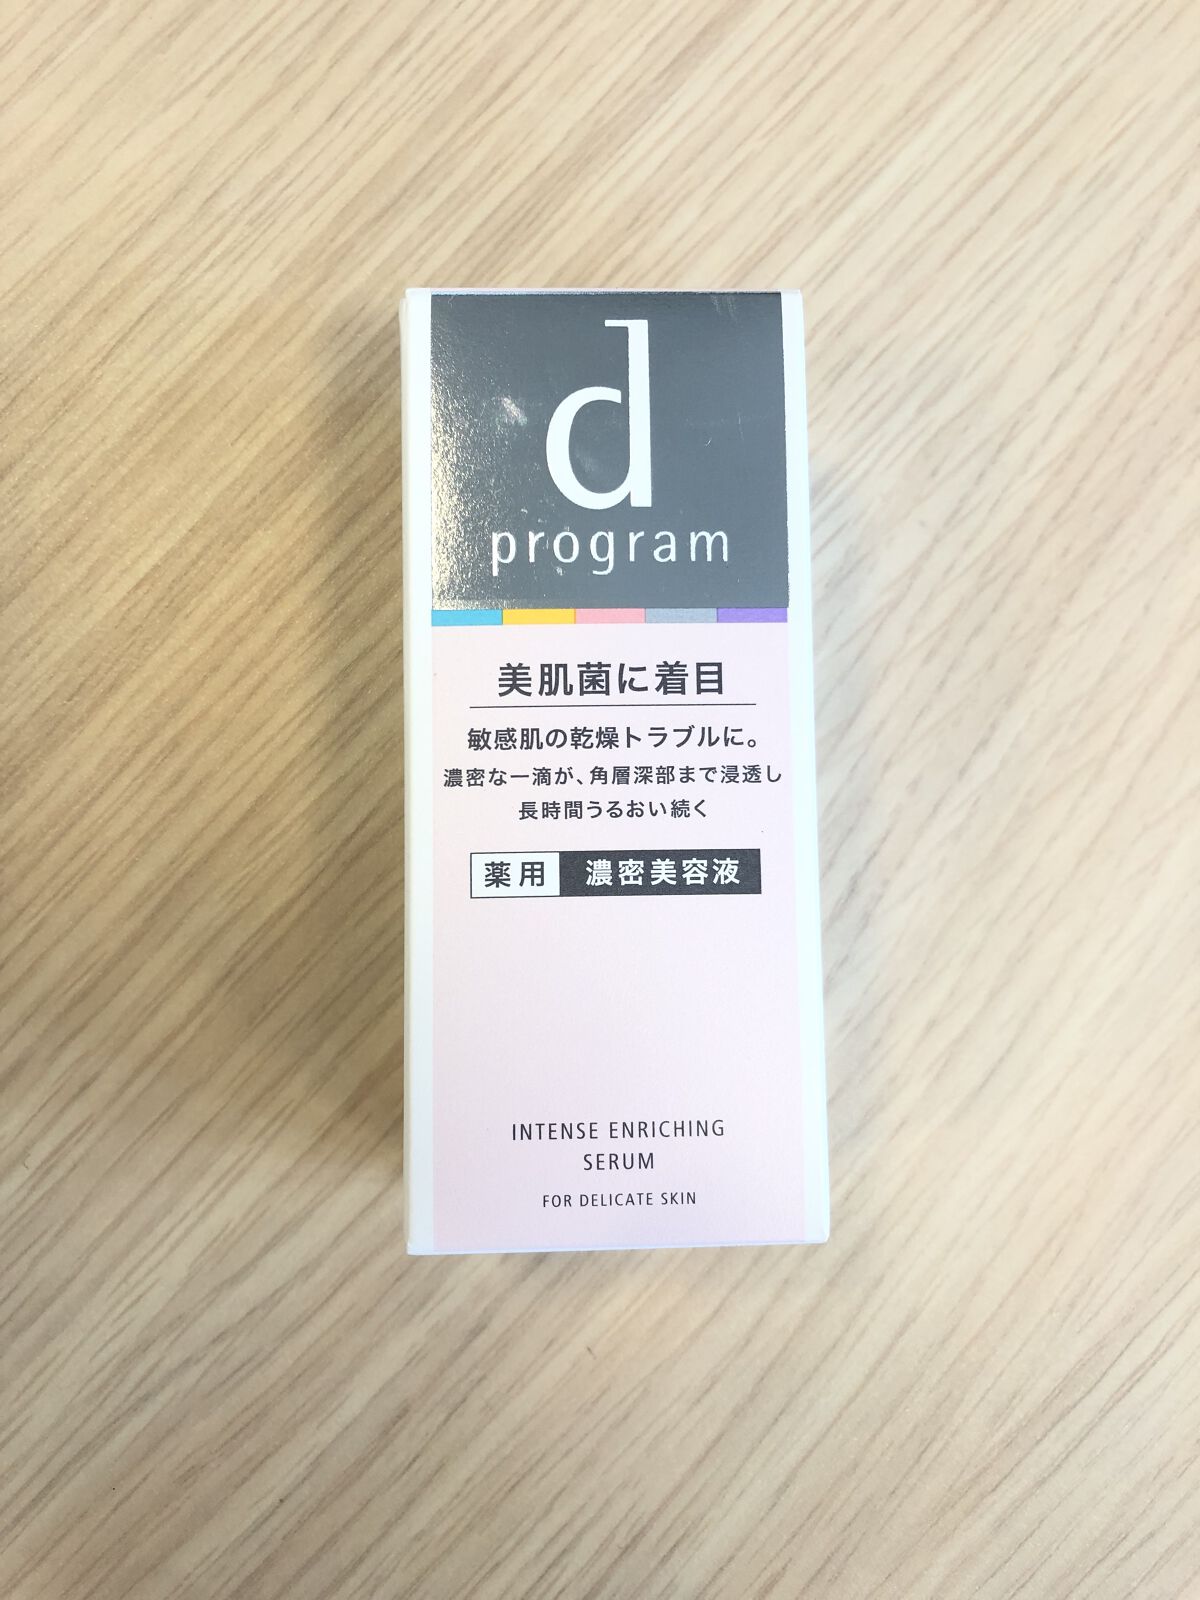 d
program
美肌菌に着目
敏感肌の乾燥トラブルに。
濃密な一滴が、角層深部まで浸透し
長時間うるおい続く
薬用 濃密美容液
INTENSE ENRICHING
SERUM
FOR DELICATE SKIN